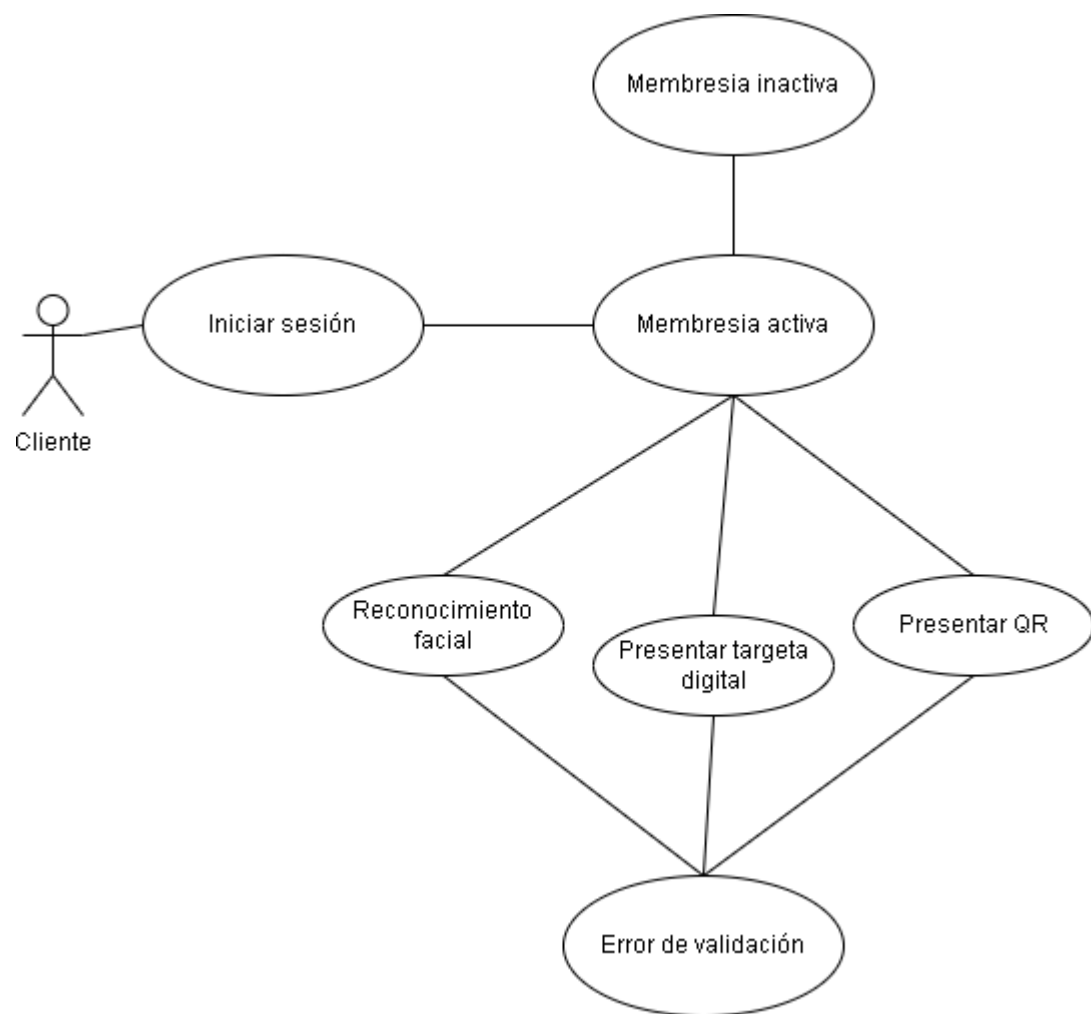 Membresia inactiva
Iniciar sesión
Membresia activa
Cliente
Reconocimiento
facial
Presentar targeta
digital
Presentar QR
Error de validación